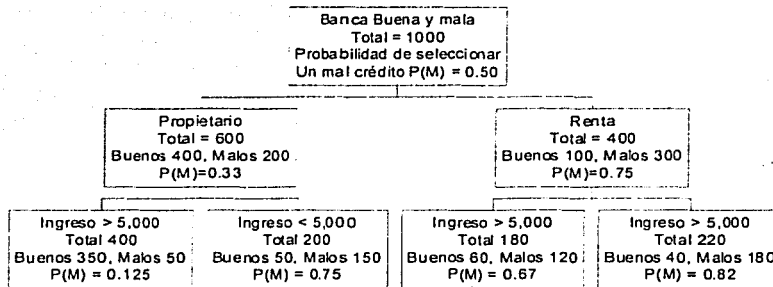 Banca Buena y mala
Total = 1000
Probabilidad de seleccionar
Un mal crédito P(M) = 0.50
Propietario
Total = 600
Buenos 400, Malos 200
P(M)=0.33
Renta
Total = 400
Buenos 100, Malos 300
P(M)=0.75
Ingreso > 5,000
Total 400
Buenos 350, Malos 50
P(M) = 0.125
Ingreso < 5,000
Total 200
Buenos 50, Malos 150
P(M) = 0.75
Ingreso > 5,000
Total 180
Buenos 60, Malos 120
P(M) = 0.67
Ingreso > 5,000
Total 220
Buenos 40, Malos 180
P(M) = 0.82